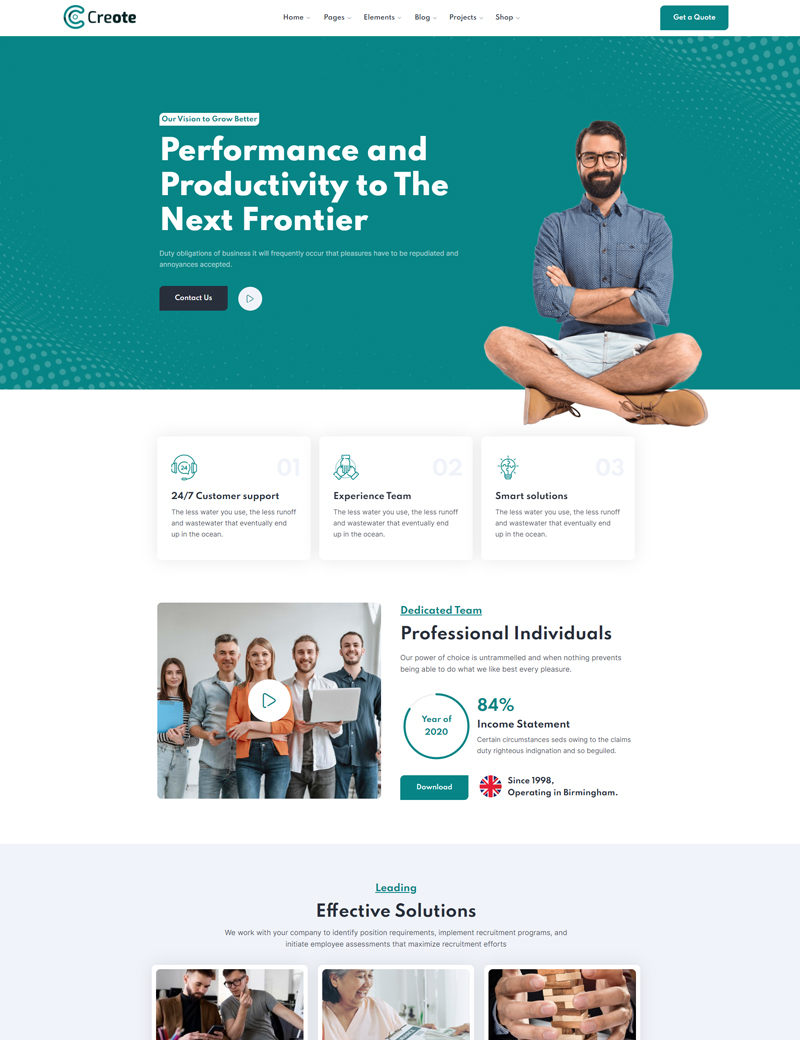 Creote
Home
Pages
Elements
Blog
Projects
Shop
Get a Quote
Our Vision to Grow Better
Performance and
Productivity to The
Next Frontier
Duty obligations of business it will frequently occur that pleasures have to be repudiated and
annoyances accepted.
Contact Us
24
01
24/7 Customer support
The less water you use, the less runoff
and wastewater that eventually end
up in the ocean.
02
Experience Team
The less water you use, the less runoff
and wastewater that eventually end
up in the ocean.
03
Smart solutions
The less water you use, the less runoff
and wastewater that eventually end
up in the ocean.
Dedicated Team
Professional Individuals
Our power of choice is untrammelled and when nothing prevents
being able to do what we like best every pleasure.
Year of
2020
84%
Income Statement
Certain circumstances seds owing to the claims
duty righteous indignation and so beguiled.
Download
Since 1998,
Operating in Birmingham.
Leading
Effective Solutions
We work with your company to identify position requirements, implement recruitment programs, and
initiate employee assessments that maximize recruitment efforts